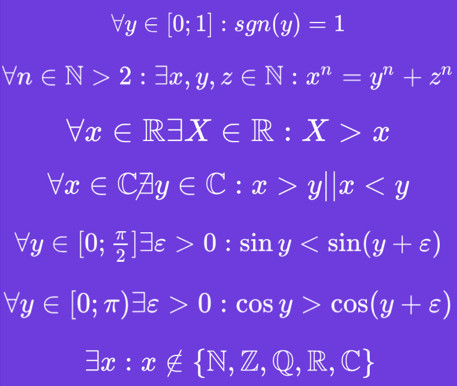 ∀y ∈ [0; 1] : sgn(y) = 1
∀n ∈ ℕ > 2 : ∃x, y, z ∈ ℕ : xⁿ = yⁿ + zⁿ
∀x ∈ ℝ∃X ∈ ℝ : X > x
∀x ∈ ℂ∄y ∈ ℂ : x > y||x < y
∀y ∈ [0; π/2]∃ε > 0 : sin y < sin(y + ε)
∀y ∈ [0; π)∃ε > 0 : cos y > cos(y + ε)
∃x : x ∉ {ℕ, ℤ, ℚ, ℝ, ℂ}